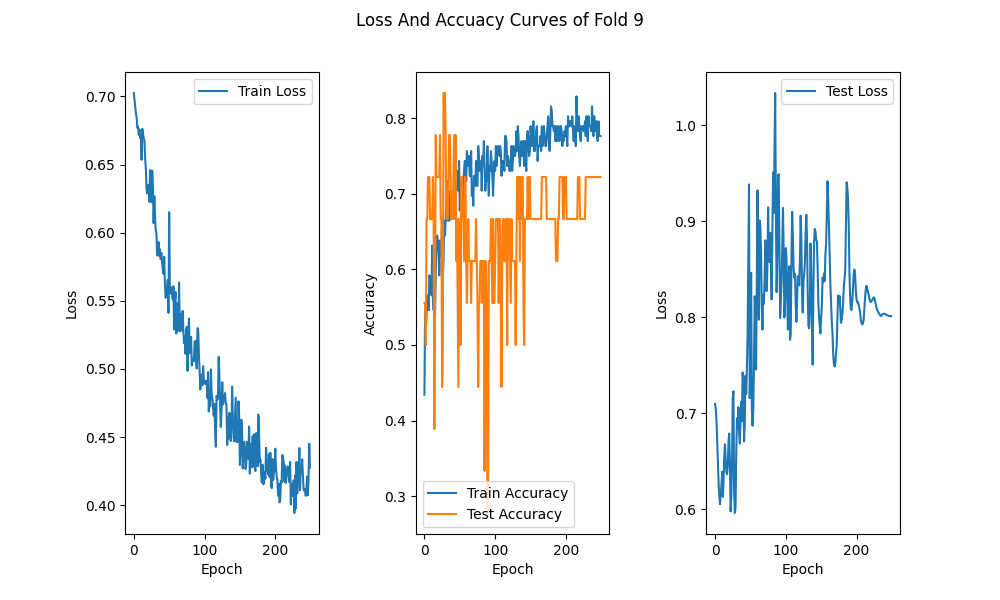 Loss And Accuacy Curves of Fold 9
Loss
0.70
0.65
0.60
0.55
0.50
0.45
0.40
0 100 200
Epoch
Train Loss
Accuracy
0.8
0.7
0.6
0.5
0.4
0.3
0 100 200
Epoch
Train Accuracy
Test Accuracy
Loss
1.0
0.9
0.8
0.7
0.6
0 100 200
Epoch
Test Loss